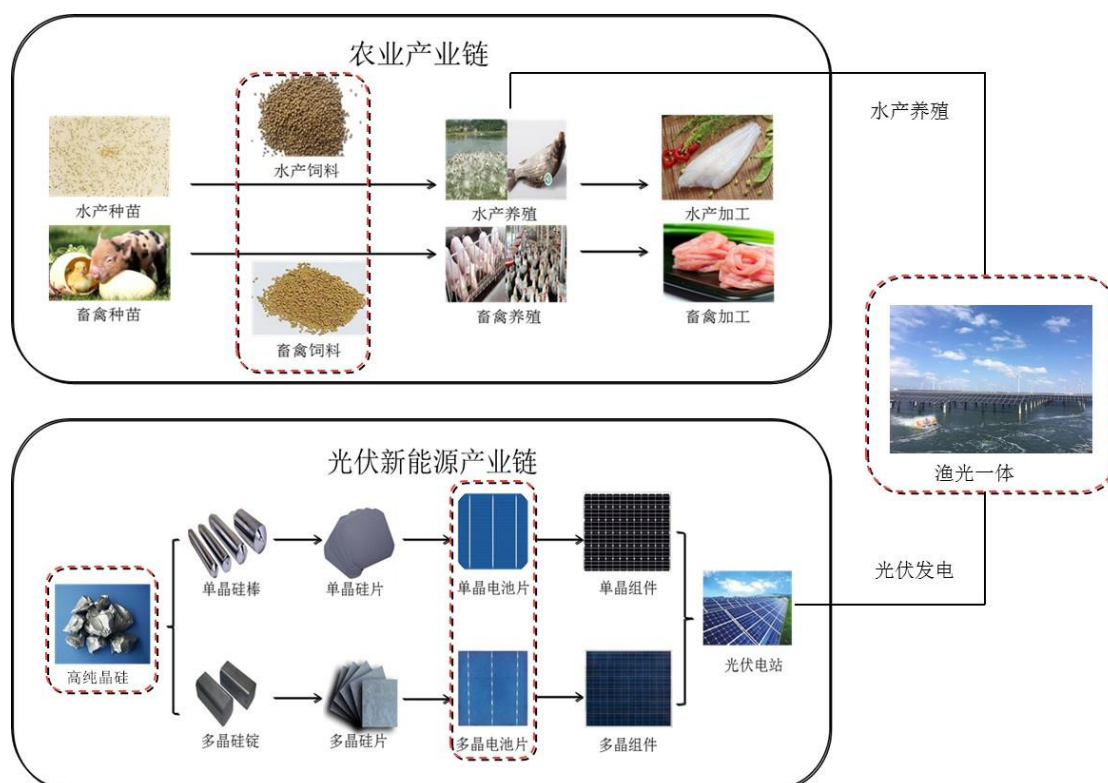 农业产业链
水产养殖
水产饲料
水产种苗
水产养殖
水产加工
畜禽饲料
畜禽种苗
畜禽养殖
畜禽加工
渔光一体
光伏新能源产业链
光伏发电
单晶硅棒
单晶硅片
单晶电池片
单晶组件
高纯晶硅
光伏电站
多晶硅锭
多晶硅片
多晶电池片
多晶组件